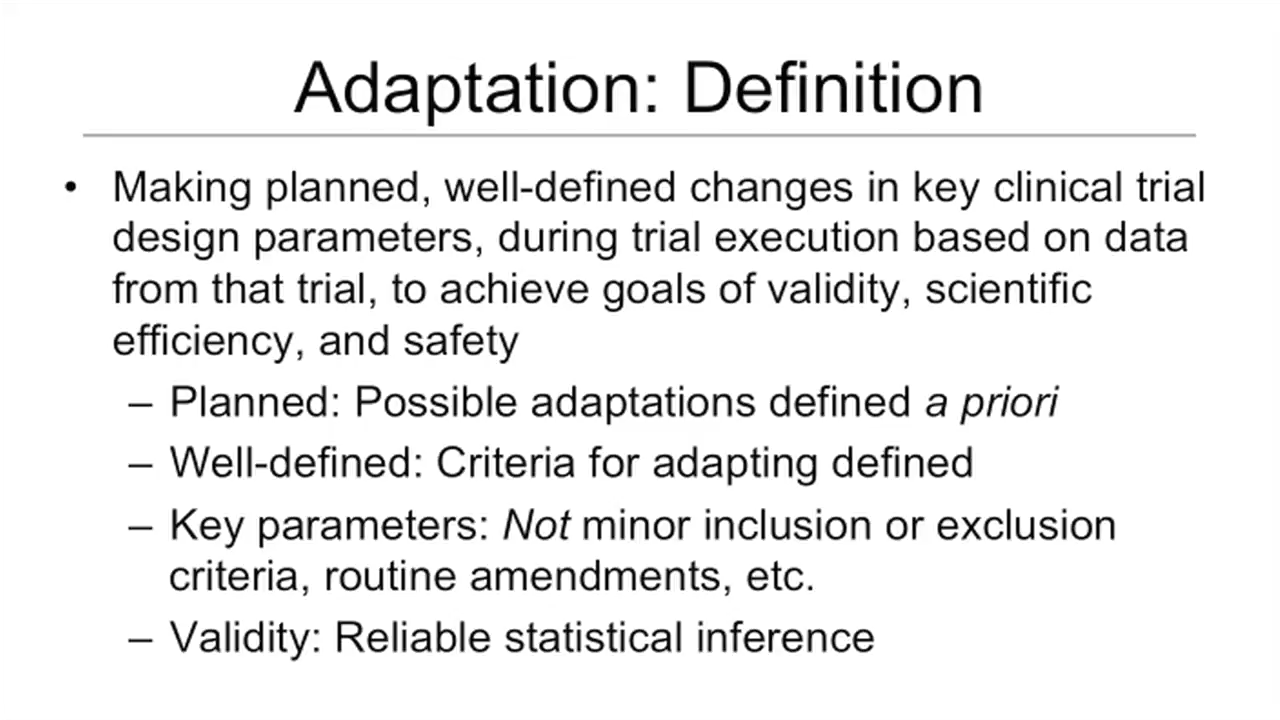 Adaptation: Definition
• Making planned, well-defined changes in key clinical trial
design parameters, during trial execution based on data
from that trial, to achieve goals of validity, scientific
efficiency, and safety
– Planned: Possible adaptations defined a priori
– Well-defined: Criteria for adapting defined
– Key parameters: Not minor inclusion or exclusion
criteria, routine amendments, etc.
– Validity: Reliable statistical inference